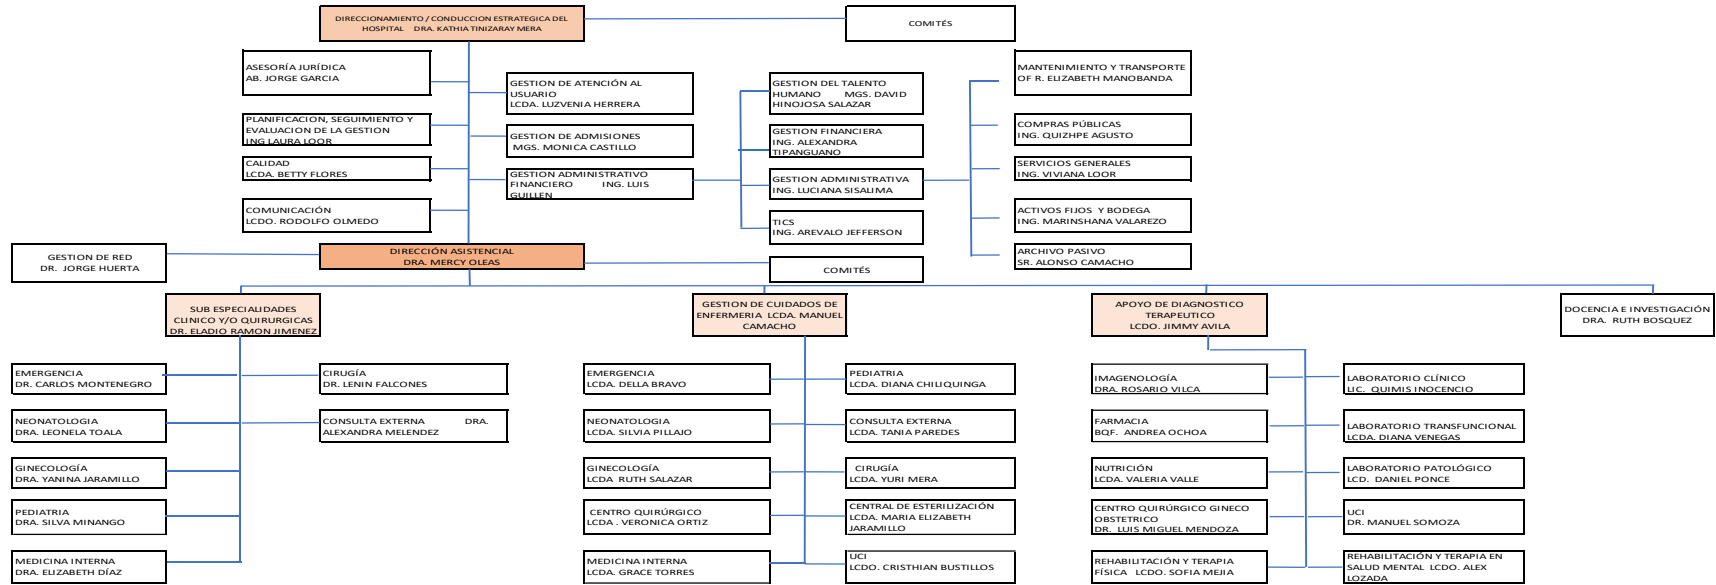 DIRECCIONAMIENTO / CONDUCCION ESTRATEGICA DEL
HOSPITAL DRA. KATHIA TINIZARAY MERA
COMITÉS
ASESORÍA JURÍDICA
AB. JORGE GARCIA
PLANIFICACION, SEGUIMIENTO Y
EVALUACION DE LA GESTION
ING LAURA LOOR
CALIDAD
LCDA. BETTY FLORES
COMUNICACIÓN
LCDO. RODOLFO OLMEDO
GESTION DE ATENCIÓN AL
USUARIO
LCDA. LUZVENIA HERRERA
GESTION DE ADMISIONES
MGS. MONICA CASTILLO
GESTION ADMINISTRATIVO
FINANCIERO ING. LUIS
GUILLEN
GESTION DEL TALENTO
HUMANO MGS. DAVID
HINOJOSA SALAZAR
GESTION FINANCIERA
ING. ALEXANDRA
TIPANGUANO
GESTION ADMINISTRATIVA
ING. LUCIANA SISALIMA
TICS
ING. AREVALO JEFFERSON
MANTENIMIENTO Y TRANSPORTE
OF R. ELIZABETH MANOBANDA
COMPRAS PÚBLICAS
ING. QUIZHPE AGUSTO
SERVICIOS GENERALES
ING. VIVIANA LOOR
ACTIVOS FIJOS Y BODEGA
ING. MARINSHANA VALAREZO
ARCHIVO PASIVO
SR. ALONSO CAMACHO
GESTION DE RED
DR. JORGE HUERTA
DIRECCIÓN ASISTENCIAL
DRA. MERCY OLEAS
COMITÉS
SUB ESPECIALIDADES
CLINICO Y/O QUIRURGICAS
DR. ELADIO RAMON JIMENEZ
GESTION DE CUIDADOS DE
ENFERMERIA LCDA. MANUEL
CAMACHO
APOYO DE DIAGNOSTICO
TERAPEUTICO
LCDO. JIMMY AVILA
DOCENCIA E INVESTIGACIÓN
DRA. RUTH BOSQUEZ
EMERGENCIA
DR. CARLOS MONTENEGRO
NEONATOLOGIA
DRA. LEONELA TOALA
GINECOLOGÍA
DRA. YANINA JARAMILLO
PEDIATRIA
DRA. SILVA MINANGO
MEDICINA INTERNA
DRA. ELIZABETH DÍAZ
CIRUGÍA
DR. LENIN FALCONES
CONSULTA EXTERNA DRA.
ALEXANDRA MELENDEZ
EMERGENCIA
LCDA. DELLA BRAVO
NEONATOLOGIA
LCDA. SILVIA PILLAJO
GINECOLOGÍA
LCDA RUTH SALAZAR
CENTRO QUIRÚRGICO
LCDA . VERONICA ORTIZ
MEDICINA INTERNA
LCDA. GRACE TORRES
PEDIATRIA
LCDA. DIANA CHILIQUINGA
CONSULTA EXTERNA
LCDA. TANIA PAREDES
CIRUGÍA
LCDA. YURI MERA
CENTRAL DE ESTERILIZACIÓN
LCDA. MARIA ELIZABETH
JARAMILLO
UCI
LCDO. CRISTHIAN BUSTILLOS
IMAGENOLOGÍA
DRA. ROSARIO VILCA
FARMACIA
BQF. ANDREA OCHOA
NUTRICIÓN
LCDA. VALERIA VALLE
CENTRO QUIRÚRGICO GINECO
OBSTETRICO
DR. LUIS MIGUEL MENDOZA
REHABILITACIÓN Y TERAPIA
FÍSICA LCDO. SOFIA MEJIA
LABORATORIO CLÍNICO
LIC. QUIMIS INOCENCIO
LABORATORIO TRANSFUNCIONAL
LCDA. DIANA VENEGAS
LABORATORIO PATOLÓGICO
LCD. DANIEL PONCE
UCI
DR. MANUEL SOMOZA
REHABILITACIÓN Y TERAPIA EN
SALUD MENTAL LCDO. ALEX
LOZADA